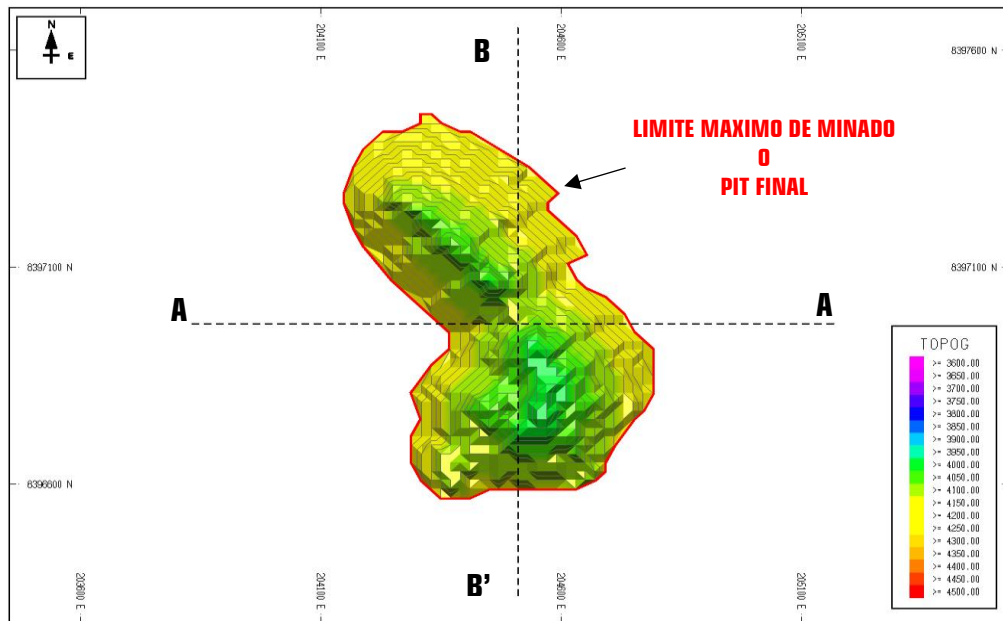 N
E
204100 E
204600 E
205100 E
8397600 N
B
LIMITE MAXIMO DE MINADO
O
PIT FINAL
8397100 N
8397100 N
A
A
TOPOG
>= 3600.00
>= 3650.00
>= 3700.00
>= 3750.00
>= 3800.00
>= 3850.00
>= 3900.00
>= 3950.00
>= 4000.00
>= 4050.00
>= 4100.00
>= 4150.00
>= 4200.00
>= 4250.00
>= 4300.00
>= 4350.00
>= 4400.00
>= 4450.00
>= 4500.00
8396600 N
B'
203600 E
204100 E
204600 E
205100 E